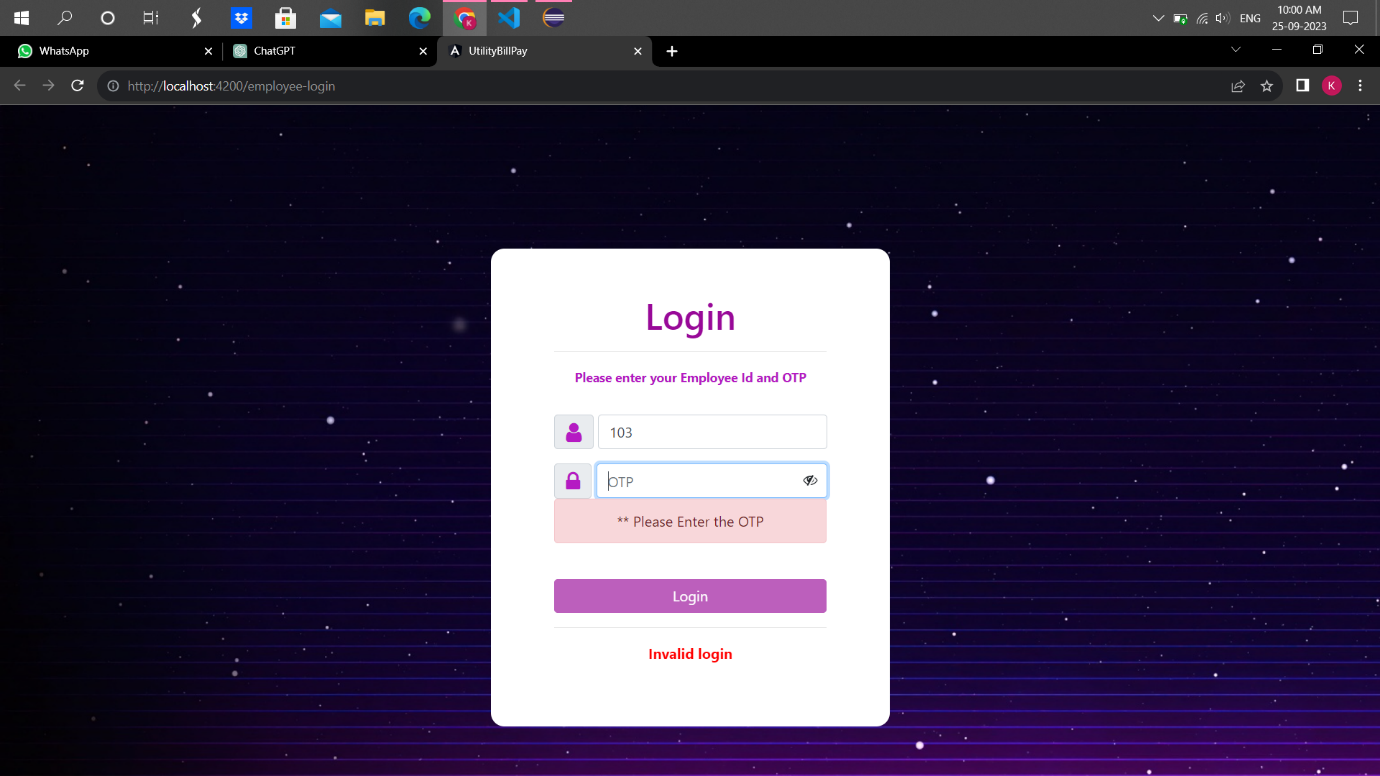 ENG
10:00 AM
25-09-2023
WhatsApp
ChatGPT
UtilityBillPay
http://localhost:4200/employee-login
K
Login
Please enter your Employee Id and OTP
103
OTP
** Please Enter the OTP
Login
Invalid login